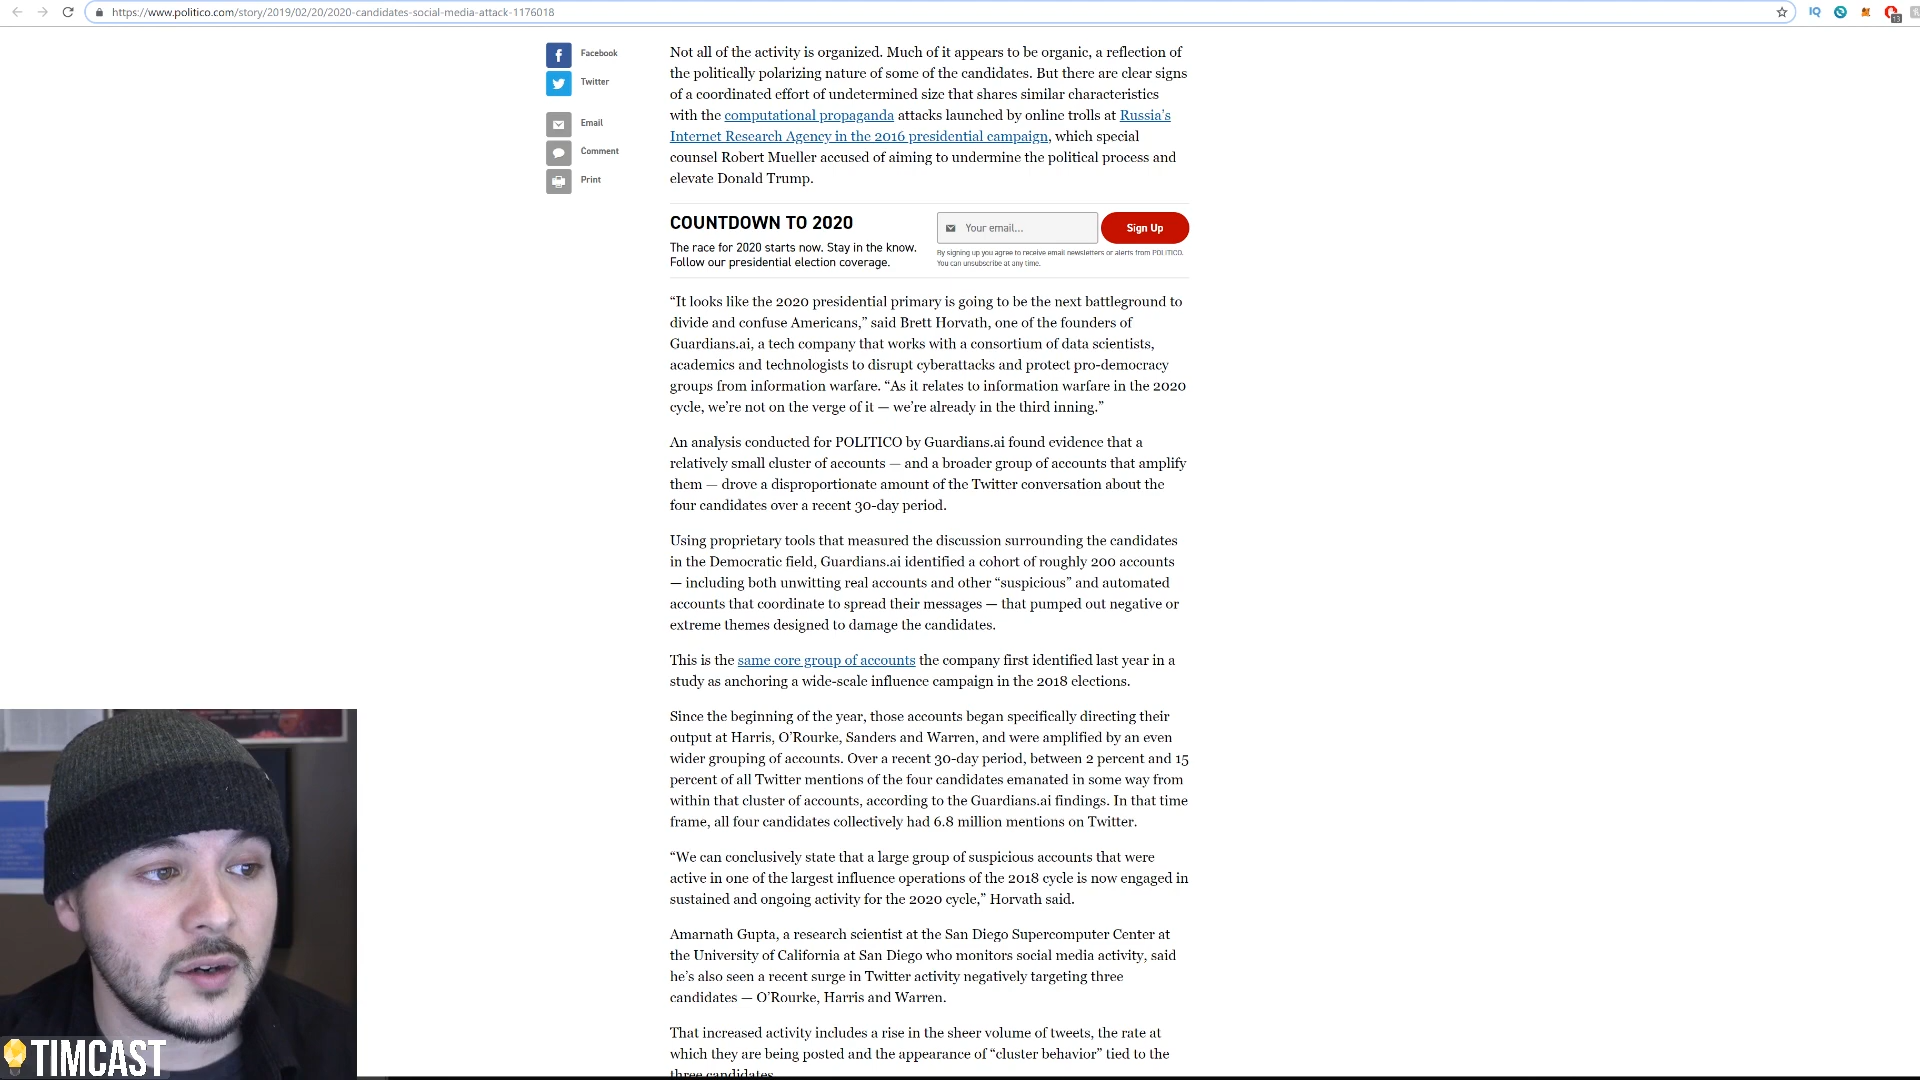 https://www.politico.com/story/2019/02/20/2020-candidates-social-media-attack-1176018
IQ
13
Facebook
Twitter
Email
Comment
Print
Not all of the activity is organized. Much of it appears to be organic, a reflection of
the politically polarizing nature of some of the candidates. But there are clear signs
of a coordinated effort of undetermined size that shares similar characteristics
with the computational propaganda attacks launched by online trolls at Russia’s
Internet Research Agency in the 2016 presidential campaign, which special
counsel Robert Mueller accused of aiming to undermine the political process and
elevate Donald Trump.
COUNTDOWN TO 2020
The race for 2020 starts now. Stay in the know.
Follow our presidential election coverage.
Your email...
Sign Up
By signing up you agree to receive email newsletters or alerts from POLITICO.
You can unsubscribe at any time.
“It looks like the 2020 presidential primary is going to be the next battleground to
divide and confuse Americans,” said Brett Horvath, one of the founders of
Guardians.ai, a tech company that works with a consortium of data scientists,
academics and technologists to disrupt cyberattacks and protect pro-democracy
groups from information warfare. “As it relates to information warfare in the 2020
cycle, we’re not on the verge of it — we’re already in the third inning.”
An analysis conducted for POLITICO by Guardians.ai found evidence that a
relatively small cluster of accounts — and a broader group of accounts that amplify
them — drove a disproportionate amount of the Twitter conversation about the
four candidates over a recent 30-day period.
Using proprietary tools that measured the discussion surrounding the candidates
in the Democratic field, Guardians.ai identified a cohort of roughly 200 accounts
— including both unwitting real accounts and other “suspicious” and automated
accounts that coordinate to spread their messages — that pumped out negative or
extreme themes designed to damage the candidates.
This is the same core group of accounts the company first identified last year in a
study as anchoring a wide-scale influence campaign in the 2018 elections.
Since the beginning of the year, those accounts began specifically directing their
output at Harris, O’Rourke, Sanders and Warren, and were amplified by an even
wider grouping of accounts. Over a recent 30-day period, between 2 percent and 15
percent of all Twitter mentions of the four candidates emanated in some way from
within that cluster of accounts, according to the Guardians.ai findings. In that time
frame, all four candidates collectively had 6.8 million mentions on Twitter.
“We can conclusively state that a large group of suspicious accounts that were
active in one of the largest influence operations of the 2018 cycle is now engaged in
sustained and ongoing activity for the 2020 cycle,” Horvath said.
Amarnath Gupta, a research scientist at the San Diego Supercomputer Center at
the University of California at San Diego who monitors social media activity, said
he’s also seen a recent surge in Twitter activity negatively targeting three
candidates — O’Rourke, Harris and Warren.
That increased activity includes a rise in the sheer volume of tweets, the rate at
which they are being posted and the appearance of “cluster behavior” tied to the
three candidates.
TIMCAST